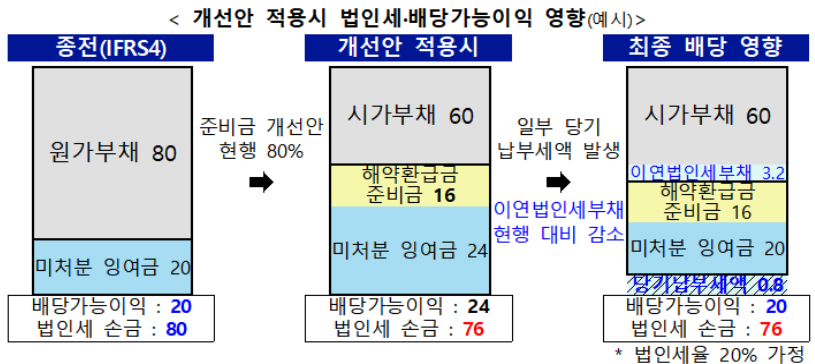 < 개선안 적용시 법인세·배당가능이익 영향(예시)>
종전(IFRS4)
원가부채 80
미처분 잉여금 20
배당가능이익 : 20
법인세 손금 : 80
준비금 개선안
현행 80%
개선안 적용시
시가부채 60
해약환급금
준비금 16
미처분 잉여금 24
배당가능이익 : 24
법인세 손금 : 76
일부 당기
납부세액 발생
이연법인세부채
현행 대비 감소
최종 배당 영향
시가부채 60
이연법인세부채 3.2
해약환급금
준비금 16
미처분 잉여금 20
당기납부세액 0.8
배당가능이익 : 20
법인세 손금 : 76
* 법인세율 20% 가정